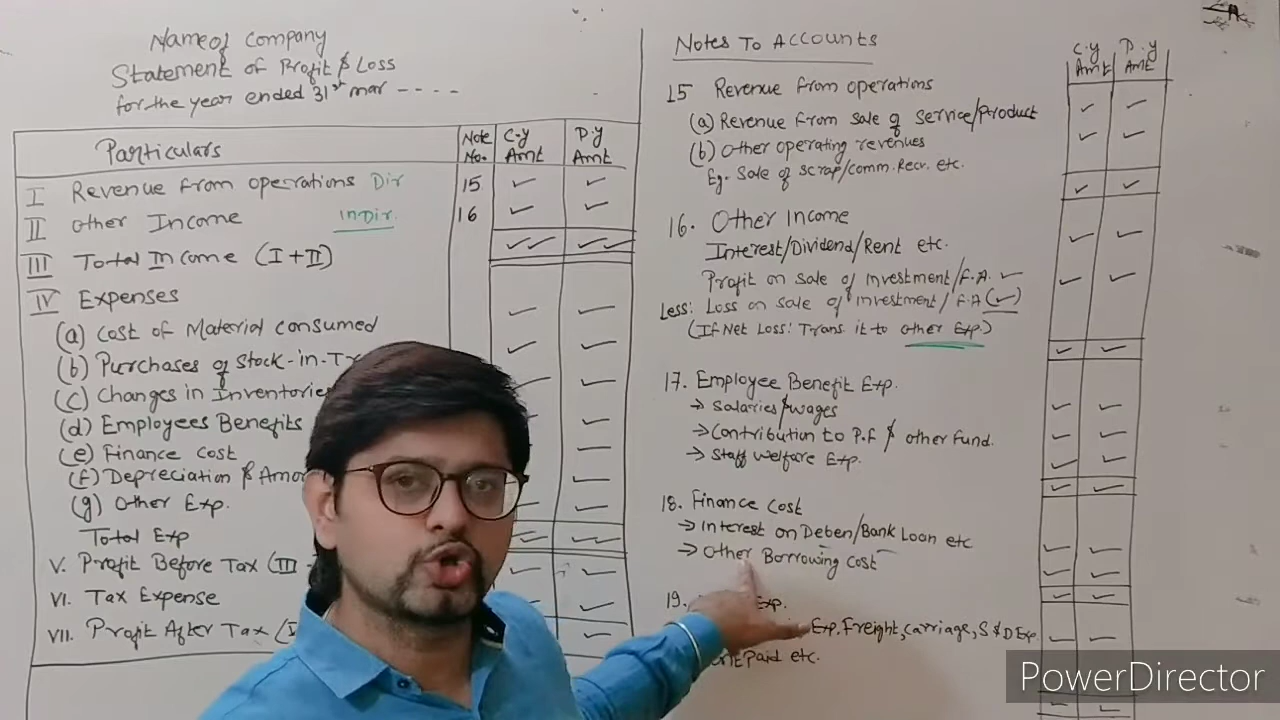 Name of Company
Statement of Profit & Loss
for the year ended 31st mar ----
Particulars
Note No.
C.Y Amt
P.Y Amt
I Revenue from operations Dir 15
II Other Income InDir. 16
III Total Income (I+II)
IV Expenses
(a) Cost of Material consumed
(b) Purchases of Stock-in-Tr
(c) Changes in Inventories
(d) Employees Benefits
(e) Finance Cost
(f) Depreciation & Amor
(g) Other Exp.
Total Exp
V. Profit Before Tax (III -
VI. Tax Expense
VII. Profit After Tax (
Notes To Accounts
C.Y Amt
P.Y Amt
15 Revenue from operations
(a) Revenue from sale of Service/Product
(b) Other operating revenues
Eg. Sale of scrap/comm. Recv. etc.
16. Other Income
Interest/Dividend/Rent etc.
Profit on sale of investment/F.A. ✓
Less: Loss on sale of investment/F.A (✓)
(If Net Loss: Trans it to other Exp.)
17. Employee Benefit Exp.
→ Salaries & wages
→ Contribution to P.F & other Fund.
→ Staff Welfare Exp.
18. Finance Cost
→ Interest on Deben/Bank Loan etc
→ Other Borrowing Cost
19. Exp.
Exp. Freight, carriage, S & D Exp.
Paid etc.
PowerDirector